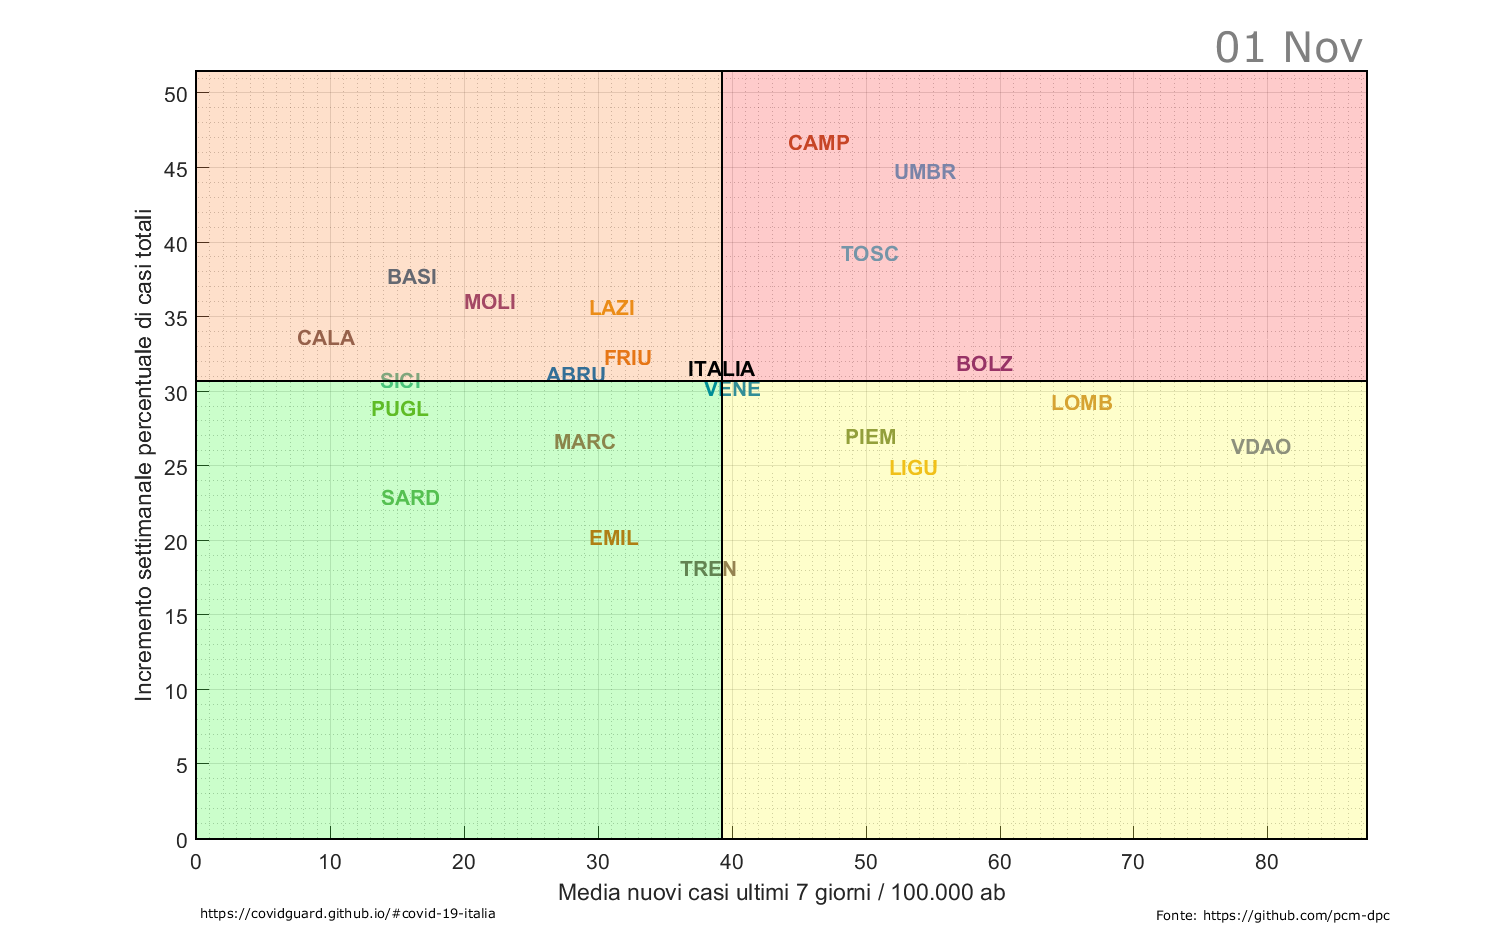 01 Nov
50
45
40
35
30
25
20
15
10
5
0
Incremento settimanale percentuale di casi totali
CAMP
UMBR
TOSC
BASI
MOLI
LAZI
CALA
FRIU
ITALIA
BOLZ
ABRU
SICI
VENE
LOMB
PUGL
PIEM
MARC
VDAO
LIGU
SARD
EMIL
TREN
0 10 20 30 40 50 60 70 80
Media nuovi casi ultimi 7 giorni / 100.000 ab
https://covidguard.github.io/#covid-19-italia
Fonte: https://github.com/pcm-dpc